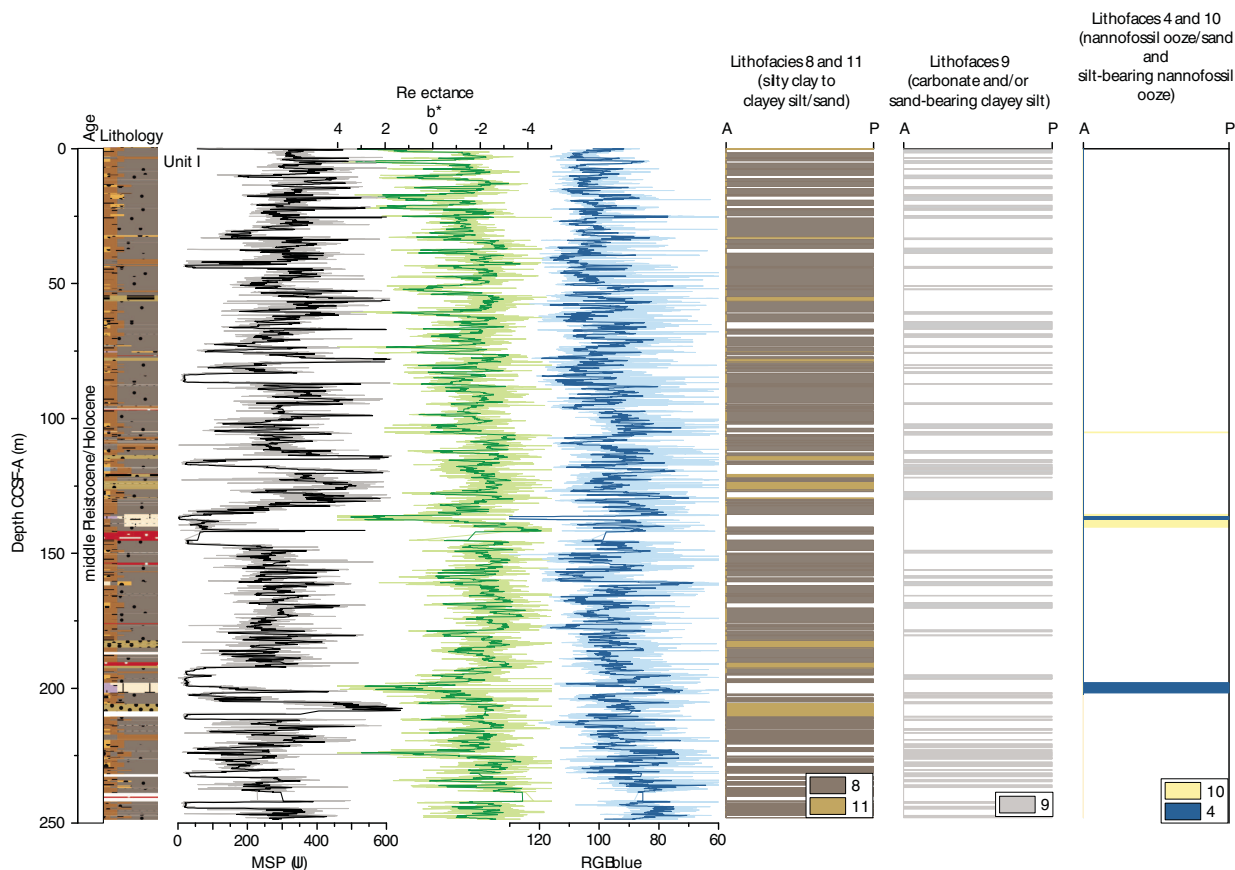 Lithofaces 4 and 10
(nannofossil ooze/sand
and
silt-bearing nannofossil
ooze)
Lithofacies 8 and 11
(silty clay to
clayey silt/sand)
Lithofaces 9
(carbonate and/or
sand-bearing clayey silt)
Re ectance
b*
Age
Lithology
4 2 0 -2 -4
A P
A P
A P
Unit I
0
50
100
150
200
250
Depth CCSF-A (m)
middle Pleistocene/Holocene
8
11
9
10
4
0 200 400 600
120 100 80 60
MSP (IU)
RGBblue